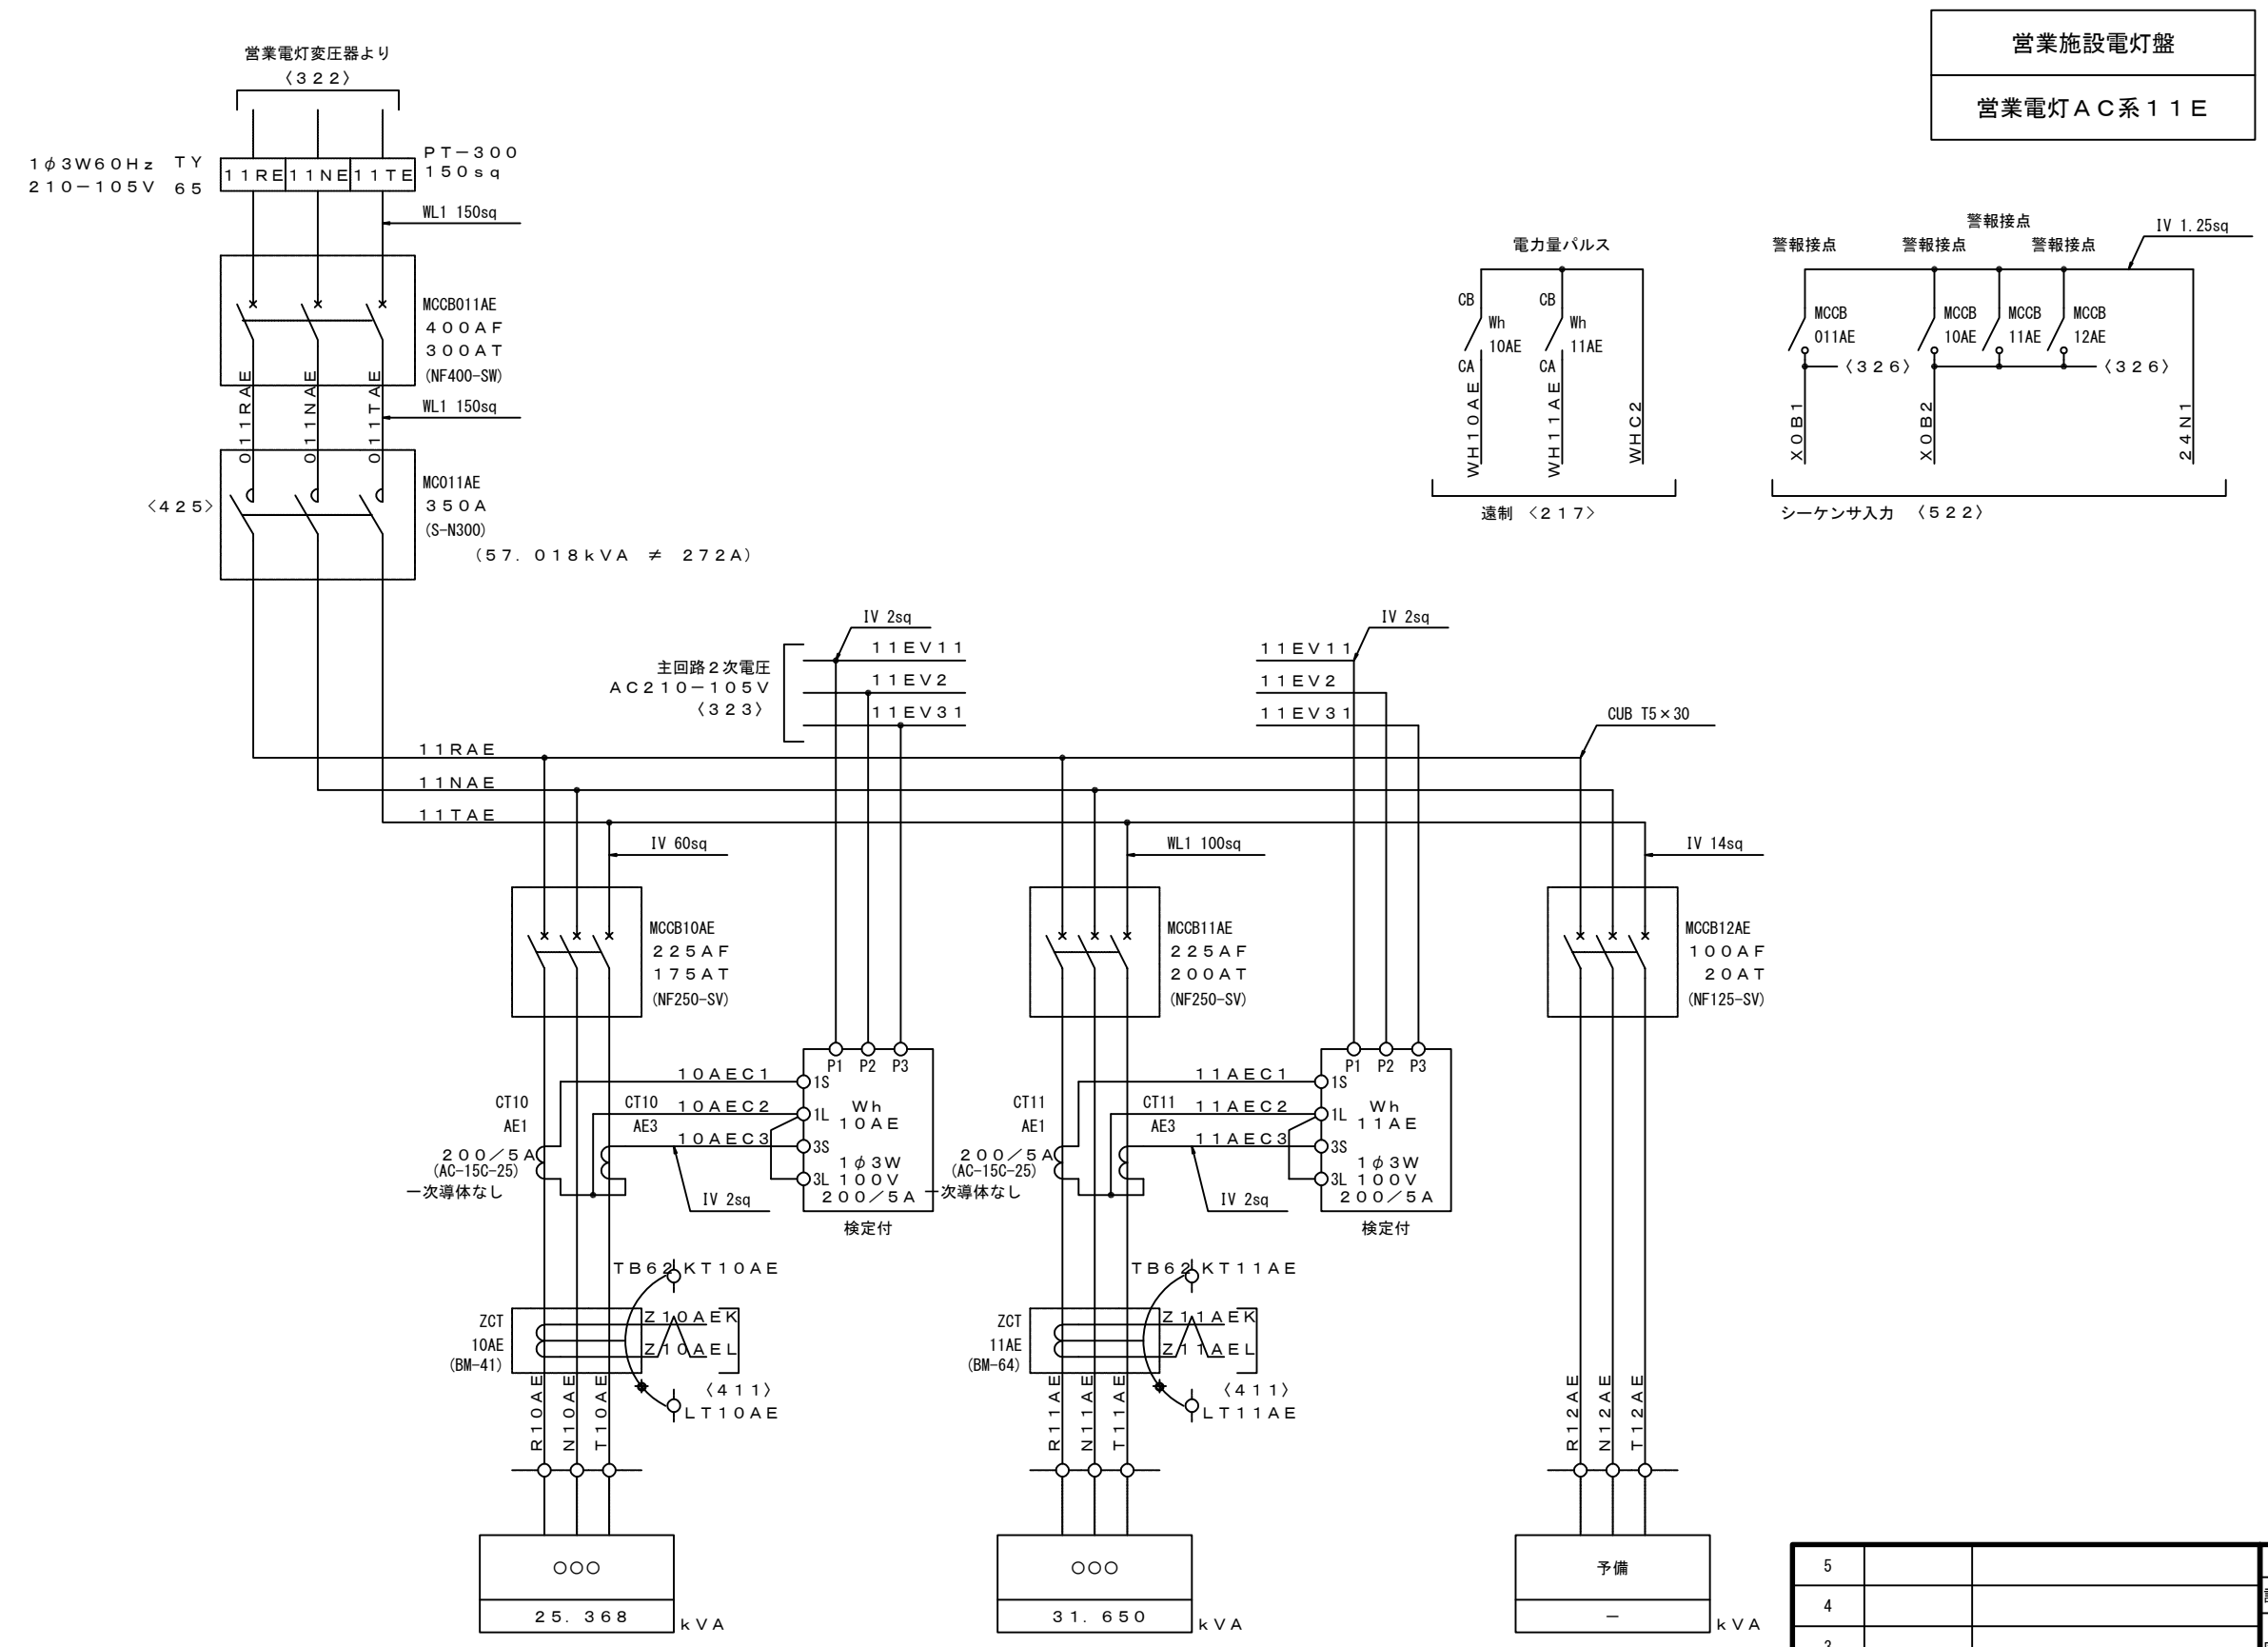 営業施設電灯盤
営業電灯AC系11E
営業電灯変圧器より
〈322〉
1φ3W60Hz TY
210-105V 65
11RE 11NE 11TE
PT-300
150sq
WL1 150sq
MCCB011AE
400AF
300AT
(NF400-SW)
011RAE
011NAE
011TAE
WL1 150sq
〈425〉
MC011AE
350A
(S-N300)
(57.018kVA ≠ 272A)
電力量パルス
CB
Wh
10AE
CA
CB
Wh
11AE
CA
WH10AE
WH11AE
WHC2
遠制 〈217〉
警報接点
警報接点
警報接点
警報接点
IV 1.25sq
MCCB
011AE
MCCB
10AE
MCCB
11AE
MCCB
12AE
〈326〉
〈326〉
X0B1
X0B2
24N1
シーケンサ入力 〈522〉
主回路2次電圧
AC210-105V
〈323〉
IV 2sq
11EV11
11EV2
11EV31
IV 2sq
11EV11
11EV2
11EV31
CUB T5×30
11RAE
11NAE
11TAE
IV 60sq
WL1 100sq
IV 14sq
MCCB10AE
225AF
175AT
(NF250-SV)
MCCB11AE
225AF
200AT
(NF250-SV)
MCCB12AE
100AF
20AT
(NF125-SV)
CT10
AE1
200/5A
(AC-15C-25)
一次導体なし
CT10
AE3
10AEC1
10AEC2
10AEC3
IV 2sq
P1 P2 P3
1S
1L
3S
3L
Wh
10AE
1φ3W
100V
200/5A
検定付
CT11
AE1
200/5A
(AC-15C-25)
一次導体なし
CT11
AE3
11AEC1
11AEC2
11AEC3
IV 2sq
P1 P2 P3
1S
1L
3S
3L
Wh
11AE
1φ3W
100V
200/5A
検定付
TB62 KT10AE
ZCT
10AE
(BM-41)
Z10AEK
Z10AEL
〈411〉
LT10AE
R10AE
N10AE
T10AE
TB62 KT11AE
ZCT
11AE
(BM-64)
Z11AEK
Z11AEL
〈411〉
LT11AE
R11AE
N11AE
T11AE
R12AE
N12AE
T12AE
○○○
25.368 kVA
○○○
31.650 kVA
予備
- kVA
5
4